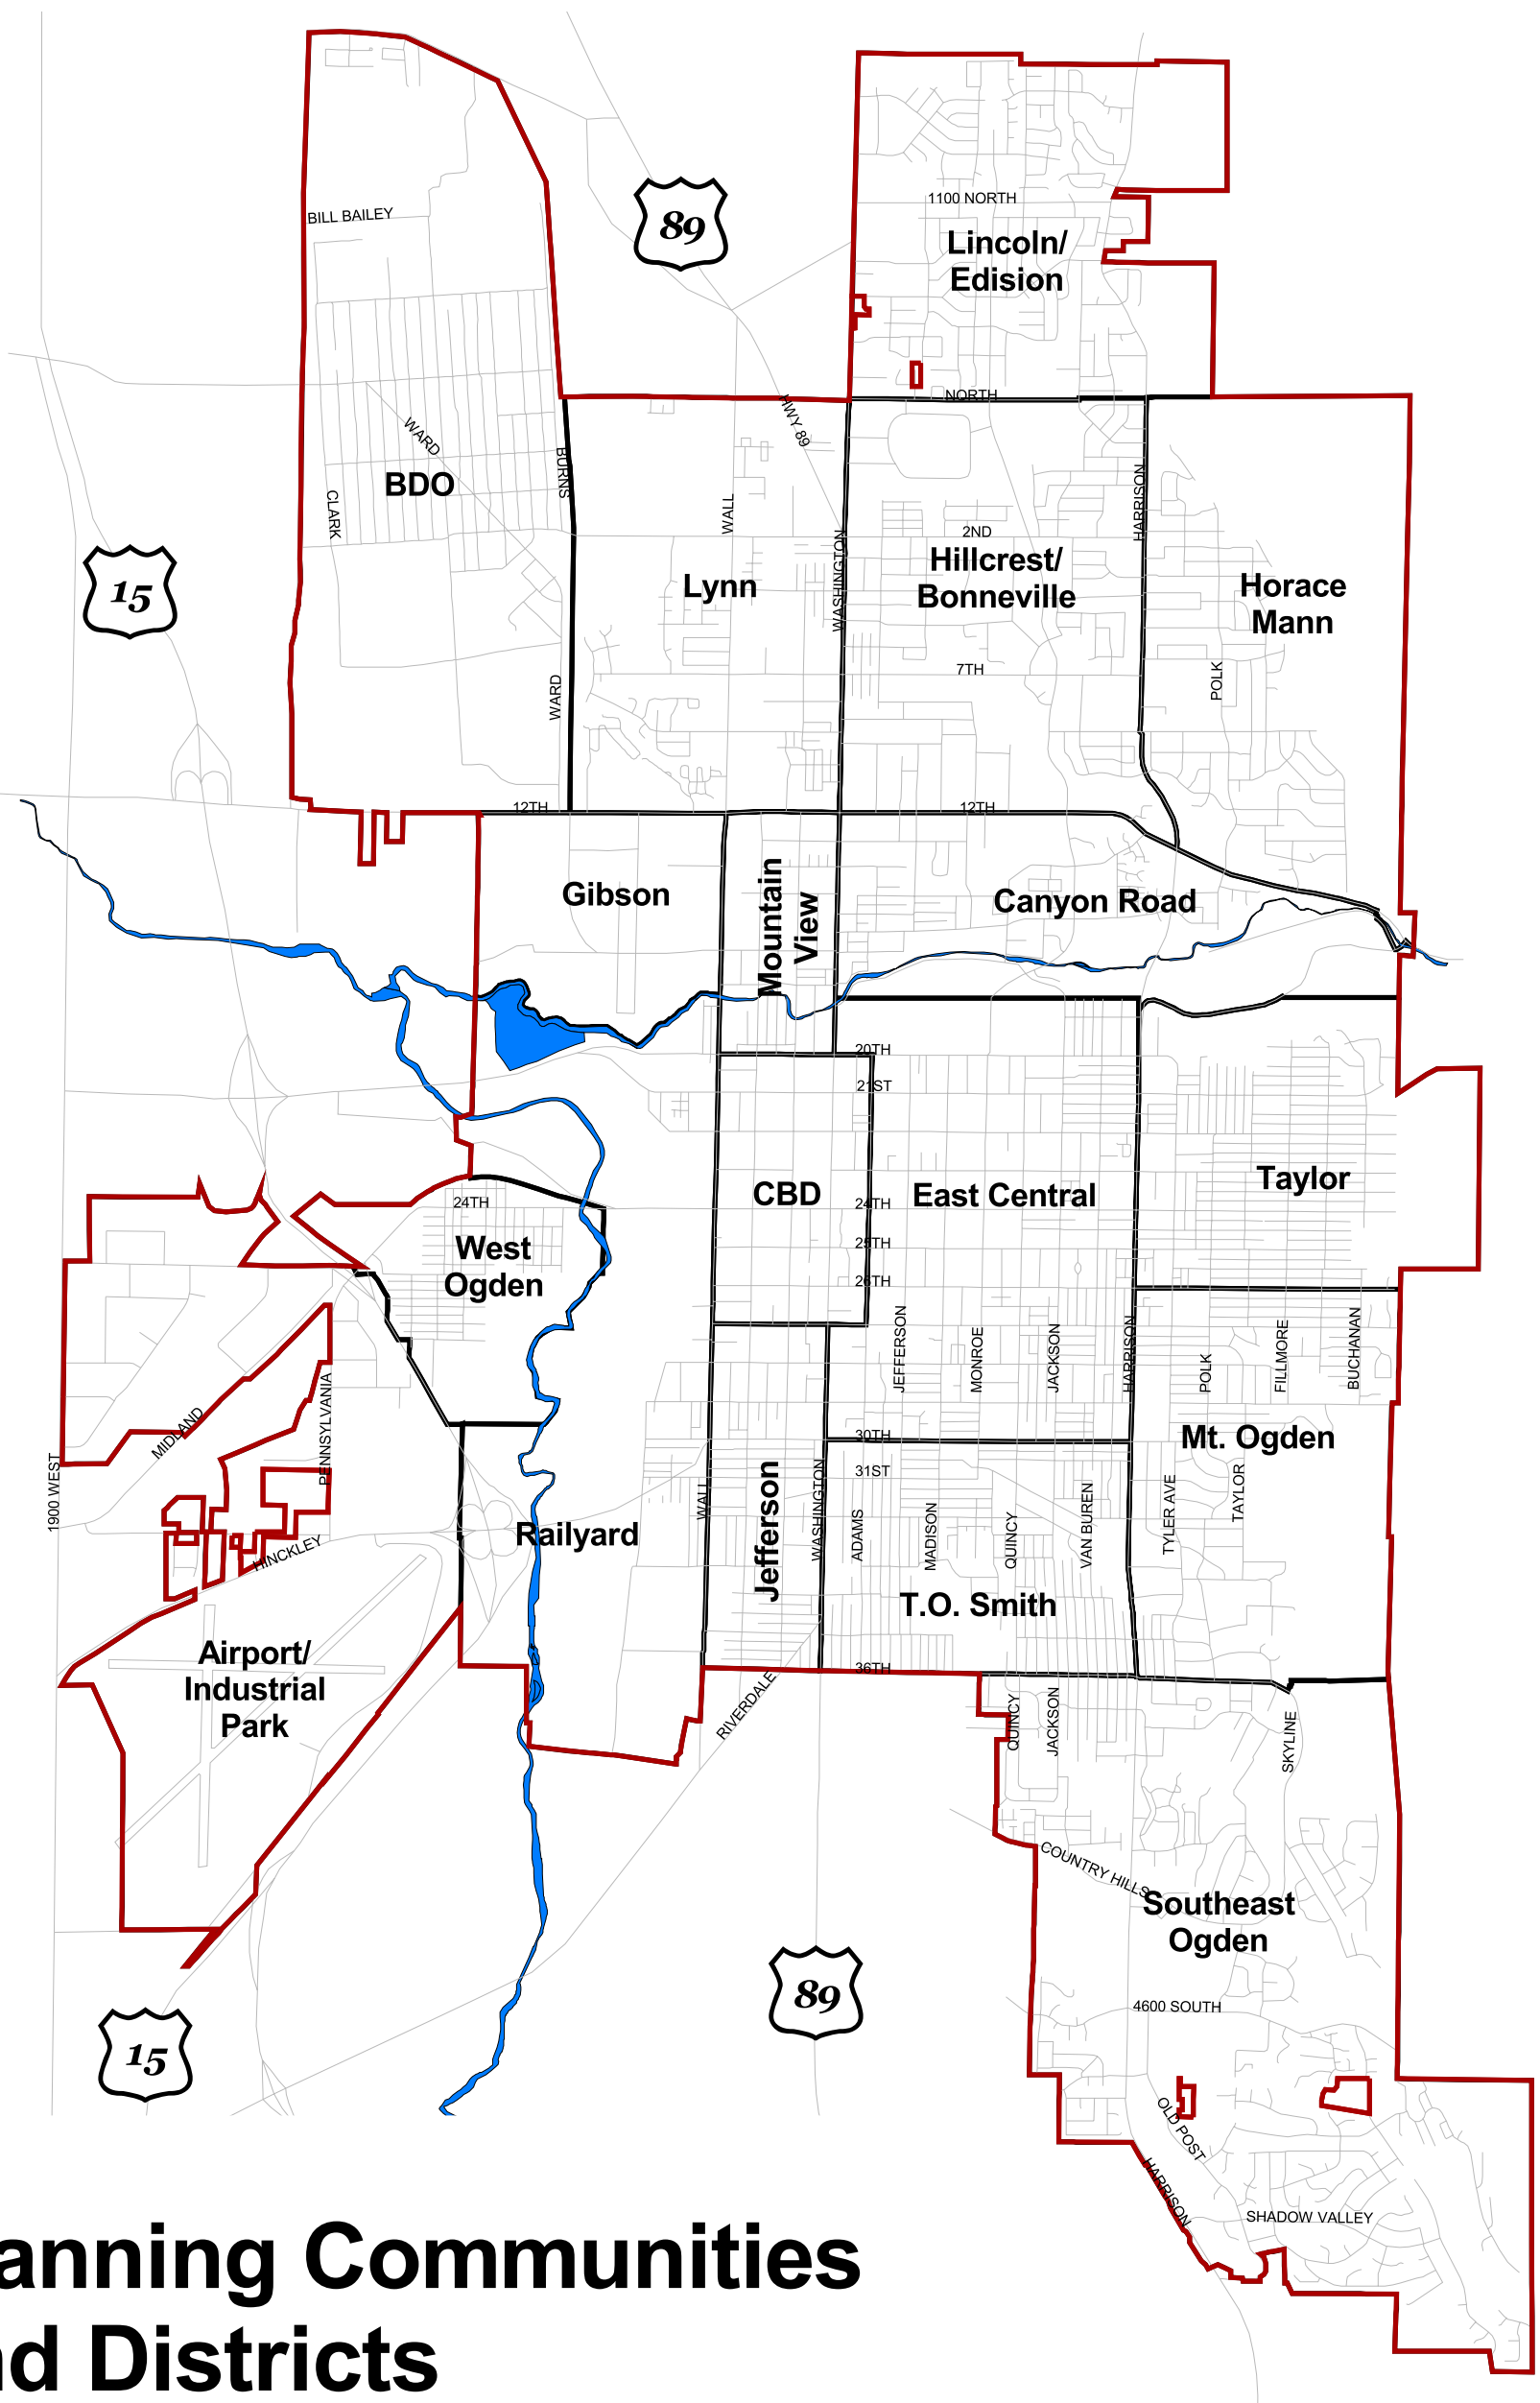 89
1100 NORTH
BILL BAILEY
Lincoln/
Edision
NORTH
HWY 89
WARD
BURNS
BDO
CLARK
WALL
HARRISON
2ND
WASHINGTON
15
Lynn
Hillcrest/
Bonneville
Horace
Mann
7TH
POLK
WARD
12TH
12TH
Gibson
Mountain
View
Canyon Road
20TH
21ST
CBD
East Central
Taylor
24TH
24TH
West
Ogden
25TH
26TH
JEFFERSON
MONROE
JACKSON
HARRISON
POLK
FILLMORE
BUCHANAN
PENNSYLVANIA
MIDLAND
30TH
Mt. Ogden
31ST
1900 WEST
WALL
Jefferson
WASHINGTON
ADAMS
MADISON
QUINCY
VAN BUREN
TYLER AVE
TAYLOR
Railyard
HINCKLEY
T.O. Smith
Airport/
Industrial
Park
36TH
RIVERDALE
QUINCY
JACKSON
SKYLINE
COUNTRY HILLS
Southeast
Ogden
89
4600 SOUTH
15
OLD POST
HARRISON
SHADOW VALLEY
anning Communities
d Districts